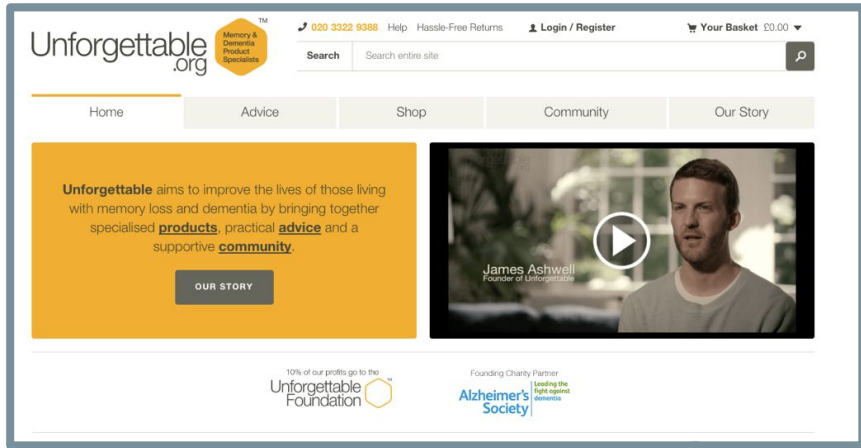 Unforgettable
.org
Memory &
Dementia
Product
Specialists
TM
020 3322 9388 Help Hassle-Free Returns Login / Register Your Basket £0.00
Search Search entire site
Home Advice Shop Community Our Story
Unforgettable aims to improve the lives of those living
with memory loss and dementia by bringing together
specialised products, practical advice and a
supportive community.
OUR STORY
James Ashwell
Founder of Unforgettable
10% of our profits go to the
Unforgettable
Foundation
TM
Founding Charity Partner
Alzheimer's
Society
Leading the
fight against
dementia